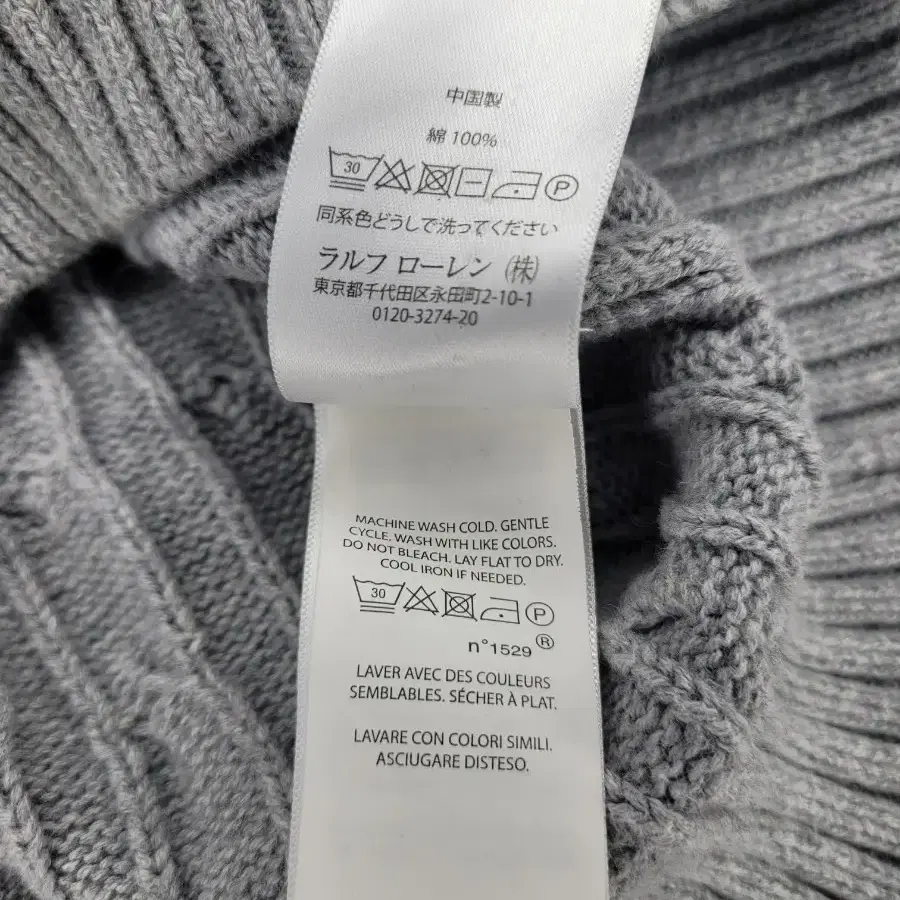 中国製
綿 100%
30 P
同系色どうしで洗ってください
ラルフ ローレン (株)
東京都千代田区永田町2-10-1
0120-3274-20
MACHINE WASH COLD. GENTLE
CYCLE. WASH WITH LIKE COLORS.
DO NOT BLEACH. LAY FLAT TO DRY.
COOL IRON IF NEEDED.
30 P
n°1529 ®
LAVER AVEC DES COULEURS
SEMBLABLES. SÉCHER À PLAT.
LAVARE CON COLORI SIMILI.
ASCIUGARE DISTESO.